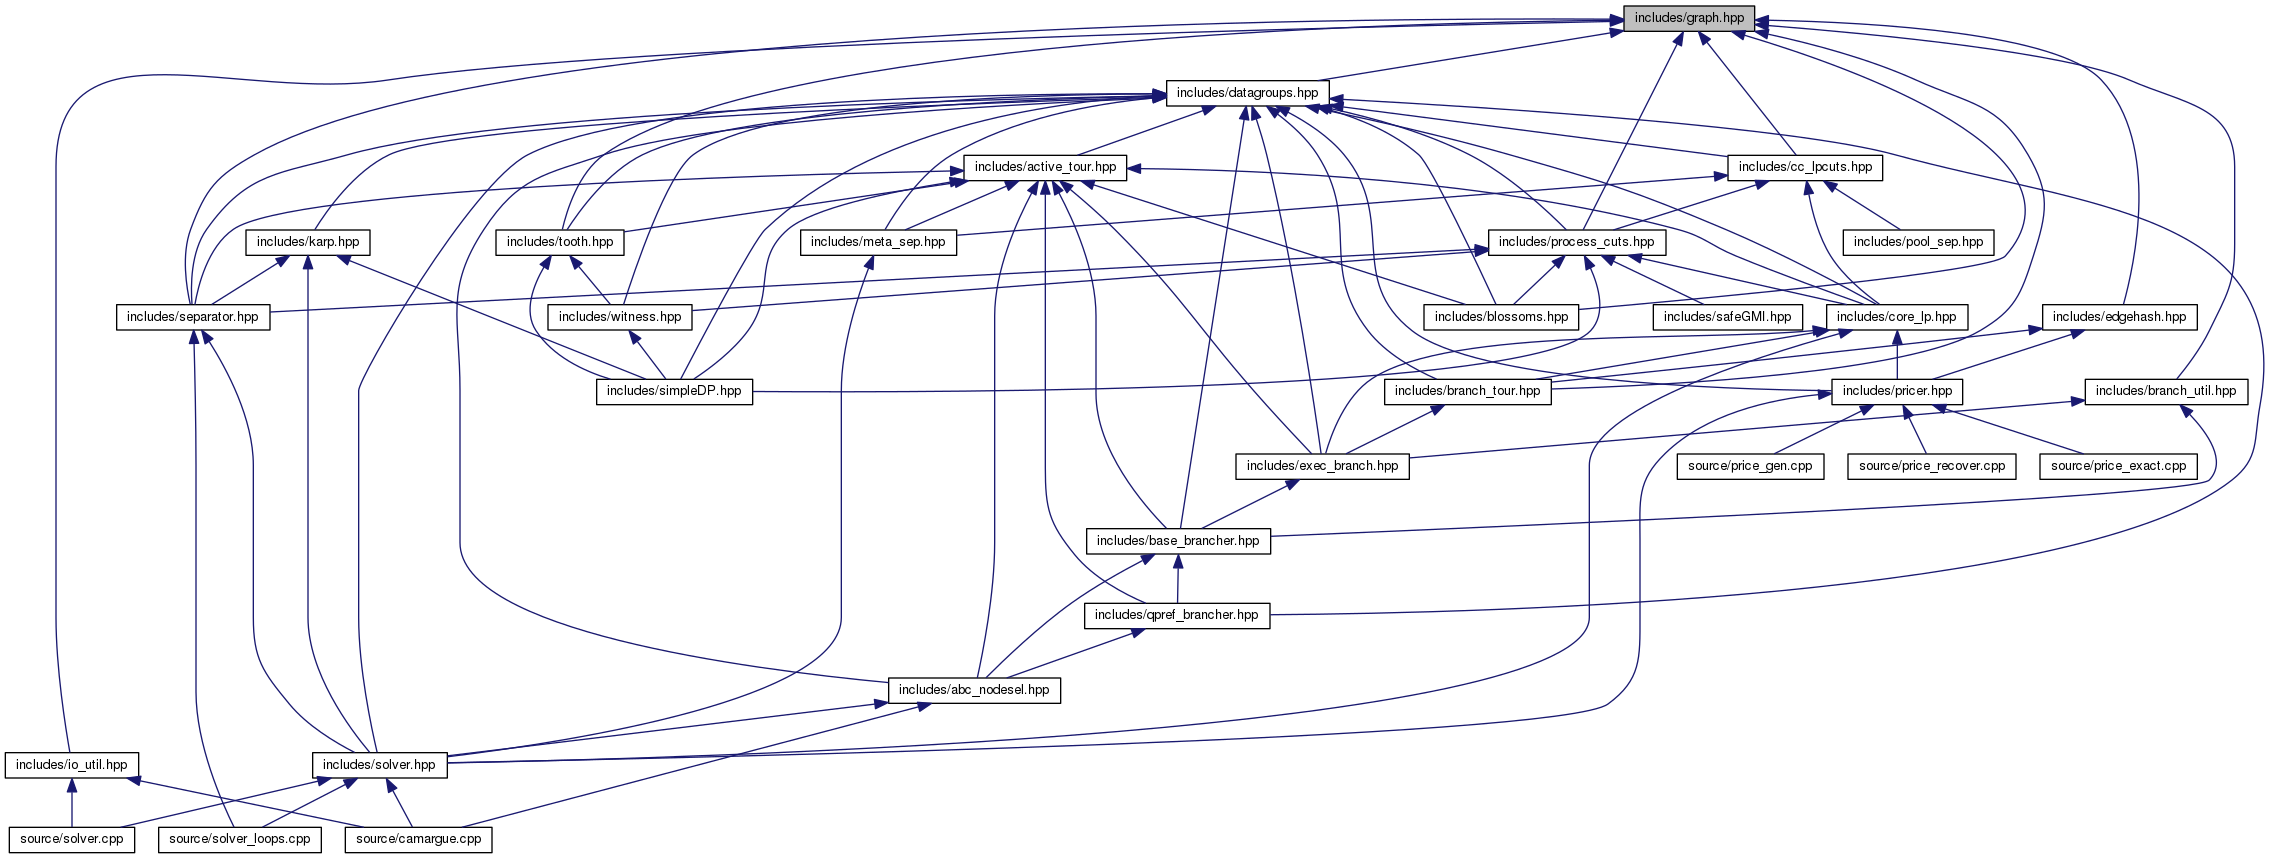 includes/graph.hpp
includes/datagroups.hpp
includes/active_tour.hpp
includes/cc_lpcuts.hpp
includes/karp.hpp
includes/tooth.hpp
includes/meta_sep.hpp
includes/process_cuts.hpp
includes/pool_sep.hpp
includes/separator.hpp
includes/witness.hpp
includes/blossoms.hpp
includes/safeGMI.hpp
includes/core_lp.hpp
includes/edgehash.hpp
includes/simpleDP.hpp
includes/branch_tour.hpp
includes/pricer.hpp
includes/branch_util.hpp
includes/exec_branch.hpp
source/price_gen.cpp
source/price_recover.cpp
source/price_exact.cpp
includes/base_brancher.hpp
includes/qpref_brancher.hpp
includes/abc_nodesel.hpp
includes/io_util.hpp
includes/solver.hpp
source/solver.cpp
source/solver_loops.cpp
source/camargue.cpp